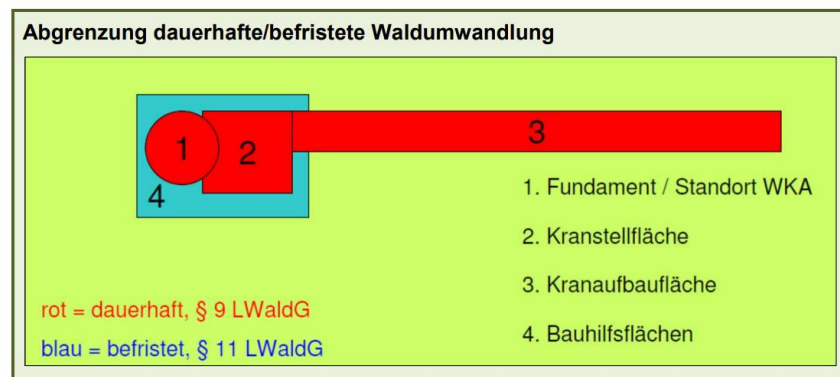 Abgrenzung dauerhafte/befristete Waldumwandlung
1
2
3
4
1. Fundament / Standort WKA
2. Kranstellfläche
3. Kranaufbaufläche
4. Bauhilfsflächen
rot = dauerhaft, § 9 LWaldG
blau = befristet, § 11 LWaldG